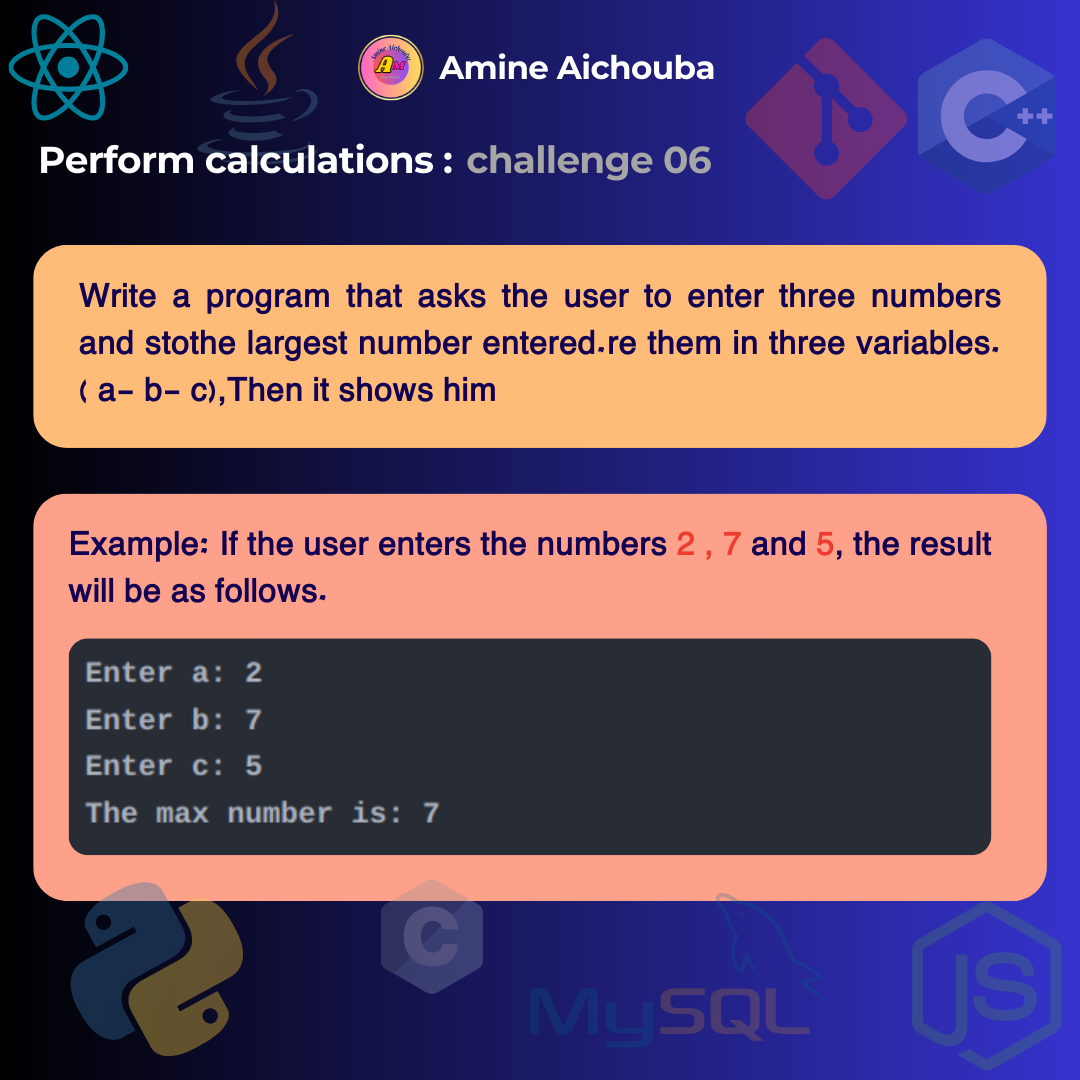 Amine Aichouba
AM
Amine Aichouba
Perform calculations : challenge 06
C ++
Write a program that asks the user to enter three numbers
and stothe largest number entered.re them in three variables.
( a- b- c),Then it shows him
Example: If the user enters the numbers 2 , 7 and 5, the result
will be as follows.
Enter a: 2
Enter b: 7
Enter c: 5
The max number is: 7
C
MySQL
JS